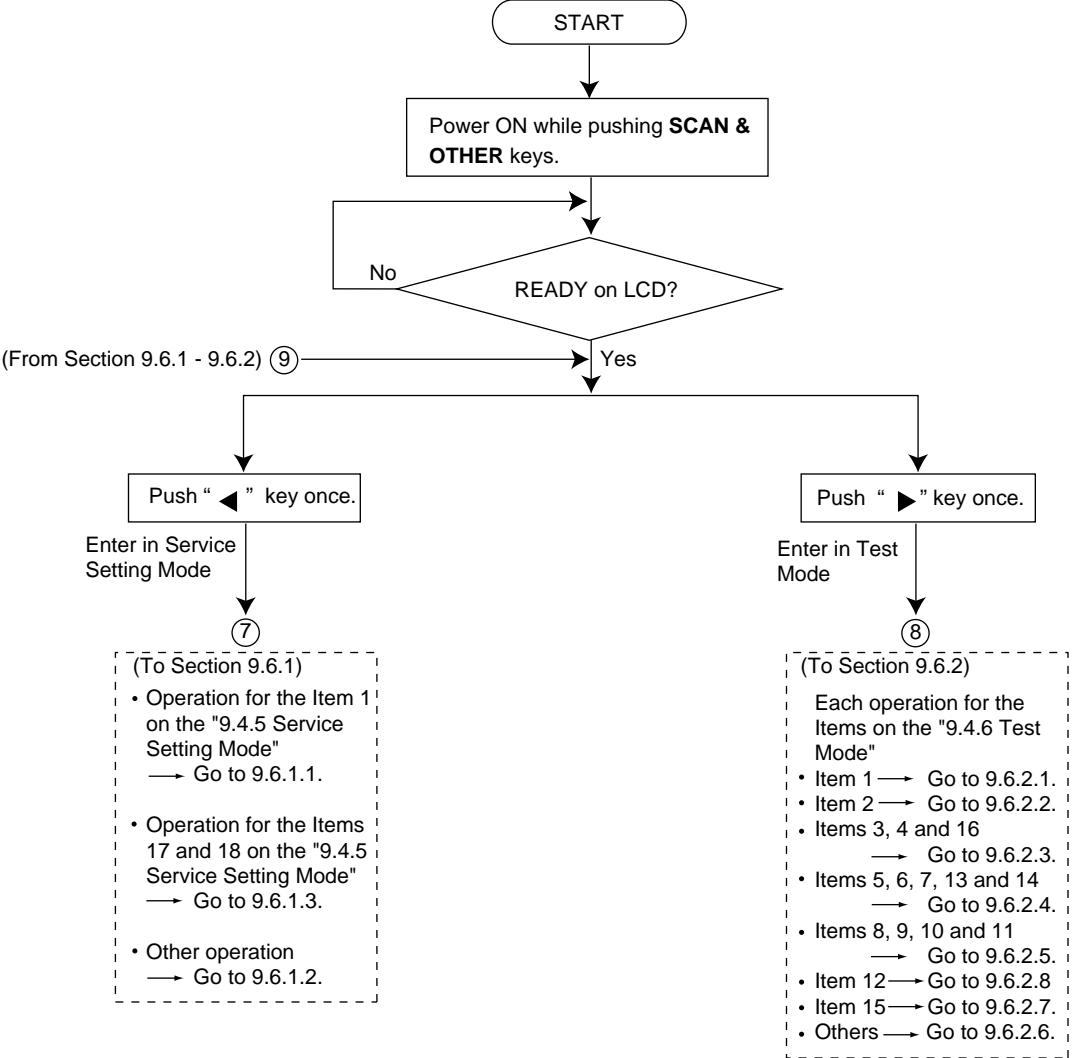 START
Power ON while pushing SCAN &
OTHER keys.
No
READY on LCD?
(From Section 9.6.1 - 9.6.2) 9
Yes
Push “ ◀ ” key once.
Enter in Service
Setting Mode
7
(To Section 9.6.1)
• Operation for the Item 1
on the "9.4.5 Service
Setting Mode"
→ Go to 9.6.1.1.
• Operation for the Items
17 and 18 on the "9.4.5
Service Setting Mode"
→ Go to 9.6.1.3.
• Other operation
→ Go to 9.6.1.2.
Push “ ▶ ” key once.
Enter in Test
Mode
8
(To Section 9.6.2)
Each operation for the
Items on the "9.4.6 Test
Mode"
• Item 1 → Go to 9.6.2.1.
• Item 2 → Go to 9.6.2.2.
• Items 3, 4 and 16
→ Go to 9.6.2.3.
• Items 5, 6, 7, 13 and 14
→ Go to 9.6.2.4.
• Items 8, 9, 10 and 11
→ Go to 9.6.2.5.
• Item 12 → Go to 9.6.2.8
• Item 15 → Go to 9.6.2.7.
• Others → Go to 9.6.2.6.